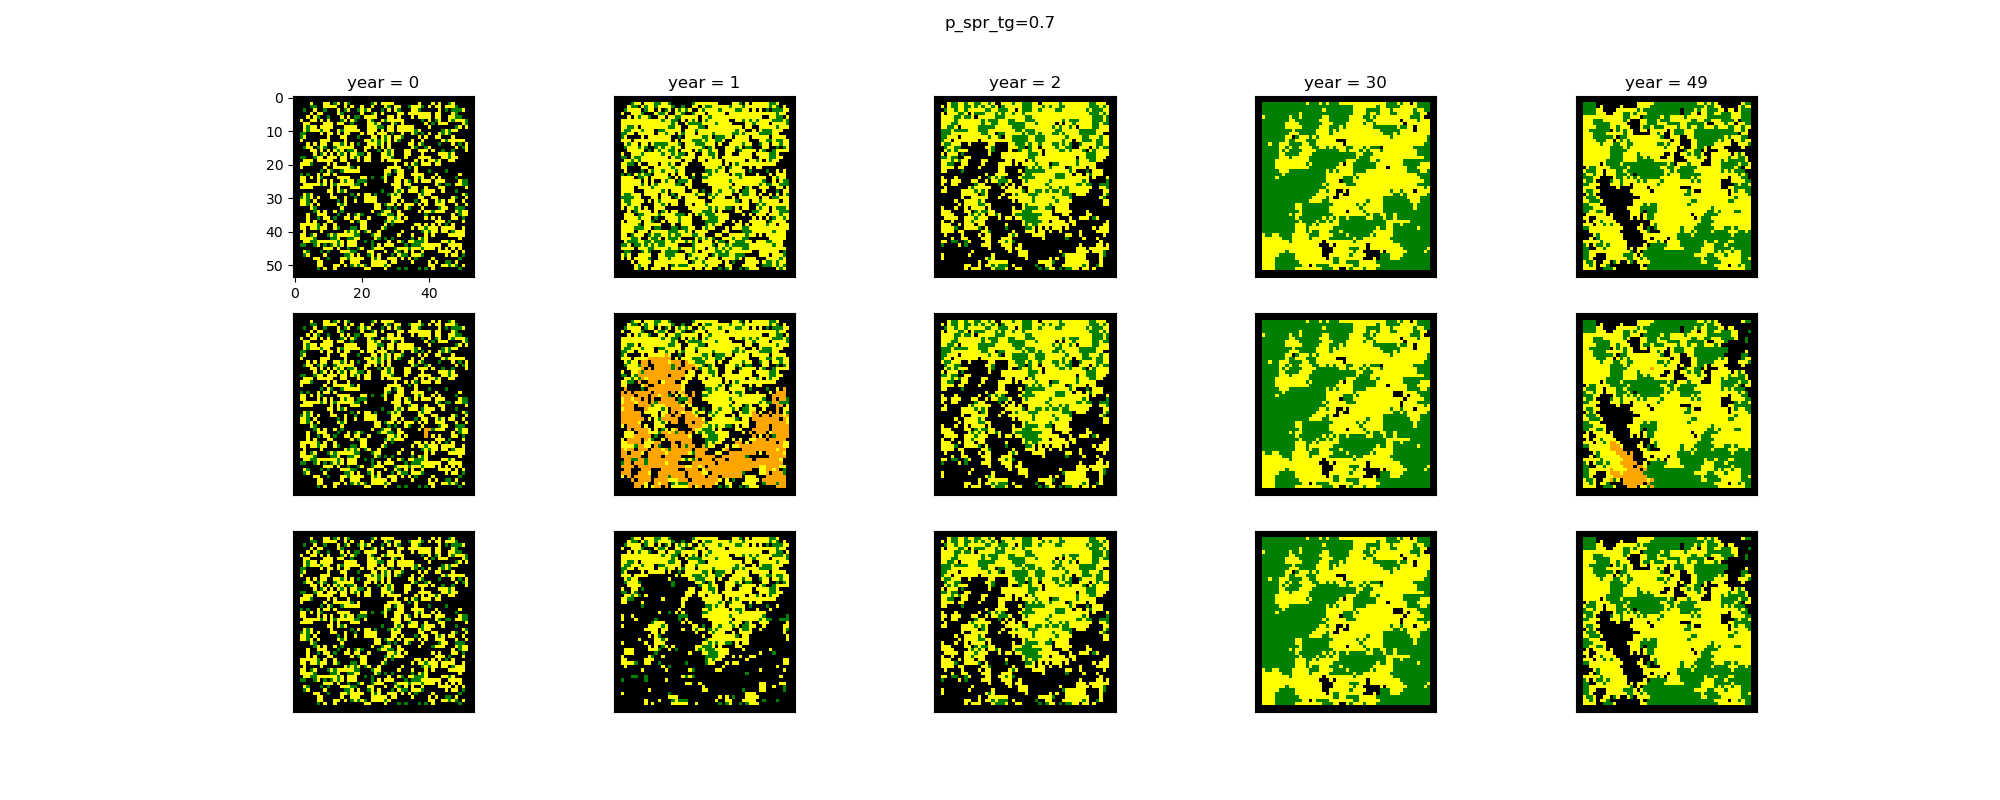 p_spr_tg=0.7
year = 0
year = 1
year = 2
year = 30
year = 49
0
10
20
30
40
50
0
20
40